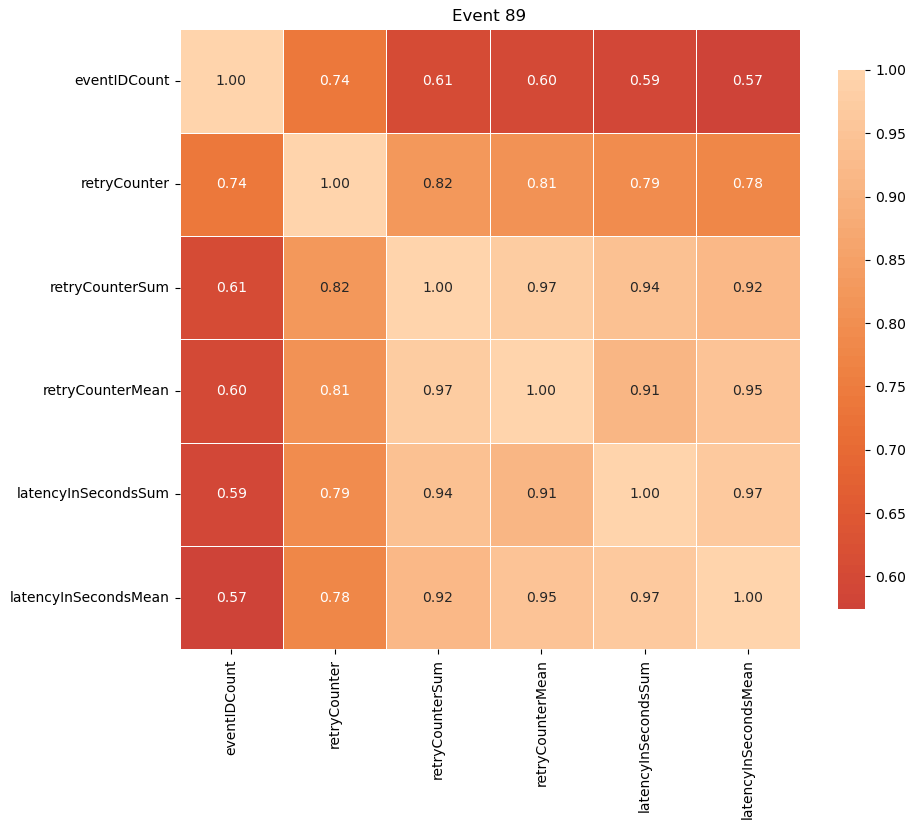 Event 89
eventIDCount 1.00 0.74 0.61 0.60 0.59 0.57
retryCounter 0.74 1.00 0.82 0.81 0.79 0.78
retryCounterSum 0.61 0.82 1.00 0.97 0.94 0.92
retryCounterMean 0.60 0.81 0.97 1.00 0.91 0.95
latencyInSecondsSum 0.59 0.79 0.94 0.91 1.00 0.97
latencyInSecondsMean 0.57 0.78 0.92 0.95 0.97 1.00
eventIDCount
retryCounter
retryCounterSum
retryCounterMean
latencyInSecondsSum
latencyInSecondsMean
1.00
0.95
0.90
0.85
0.80
0.75
0.70
0.65
0.60